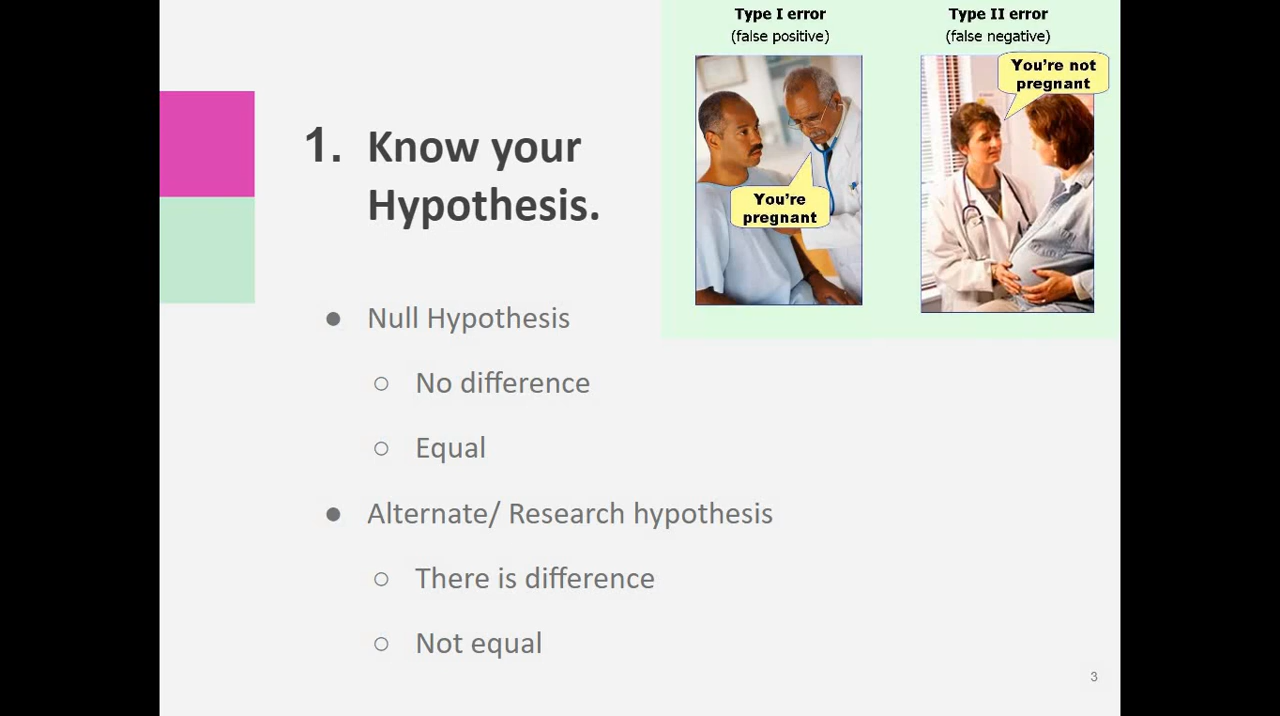 Type I error
(false positive)
Type II error
(false negative)
You're
pregnant
You're not
pregnant
1. Know your
Hypothesis.
● Null Hypothesis
○ No difference
○ Equal
● Alternate/ Research hypothesis
○ There is difference
○ Not equal
3